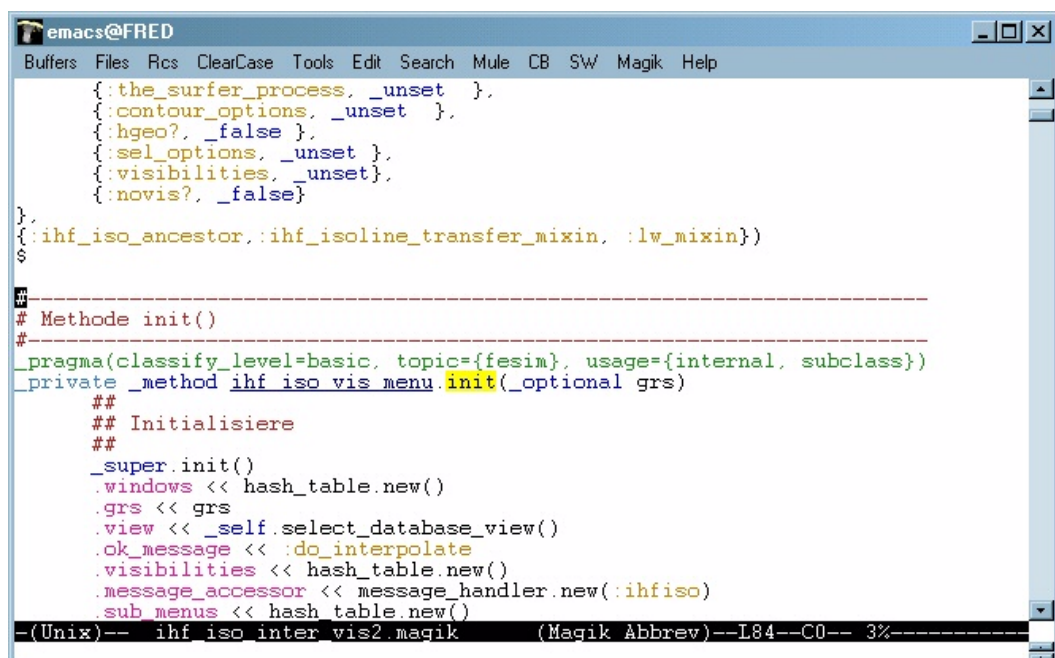 emacs@FRED
Buffers Files Rcs ClearCase Tools Edit Search Mule CB SW Magik Help
{:the_surfer_process, _unset  },
{:contour_options, _unset  },
{:hgeo?, _false },
{:sel_options, _unset },
{:visibilities, _unset},
{:novis?, _false}
},
{:ihf_iso_ancestor,:ihf_isoline_transfer_mixin, :lw_mixin})
$
#---------------------------------------------------------------------------
# Methode init()
#---------------------------------------------------------------------------
_pragma(classify_level=basic, topic={fesim}, usage={internal, subclass})
_private _method ihf_iso_vis_menu.init(_optional grs)
##
## Initialisiere
##
_super.init()
.windows << hash_table.new()
.grs << grs
.view << _self.select_database_view()
.ok_message << :do_interpolate
.visibilities << hash_table.new()
.message_accessor << message_handler.new(:ihfiso)
.sub_menus << hash_table.new()
-(Unix)--  ihf_iso_inter_vis2.magik      (Magik Abbrev)--L84--C0-- 3%-----------